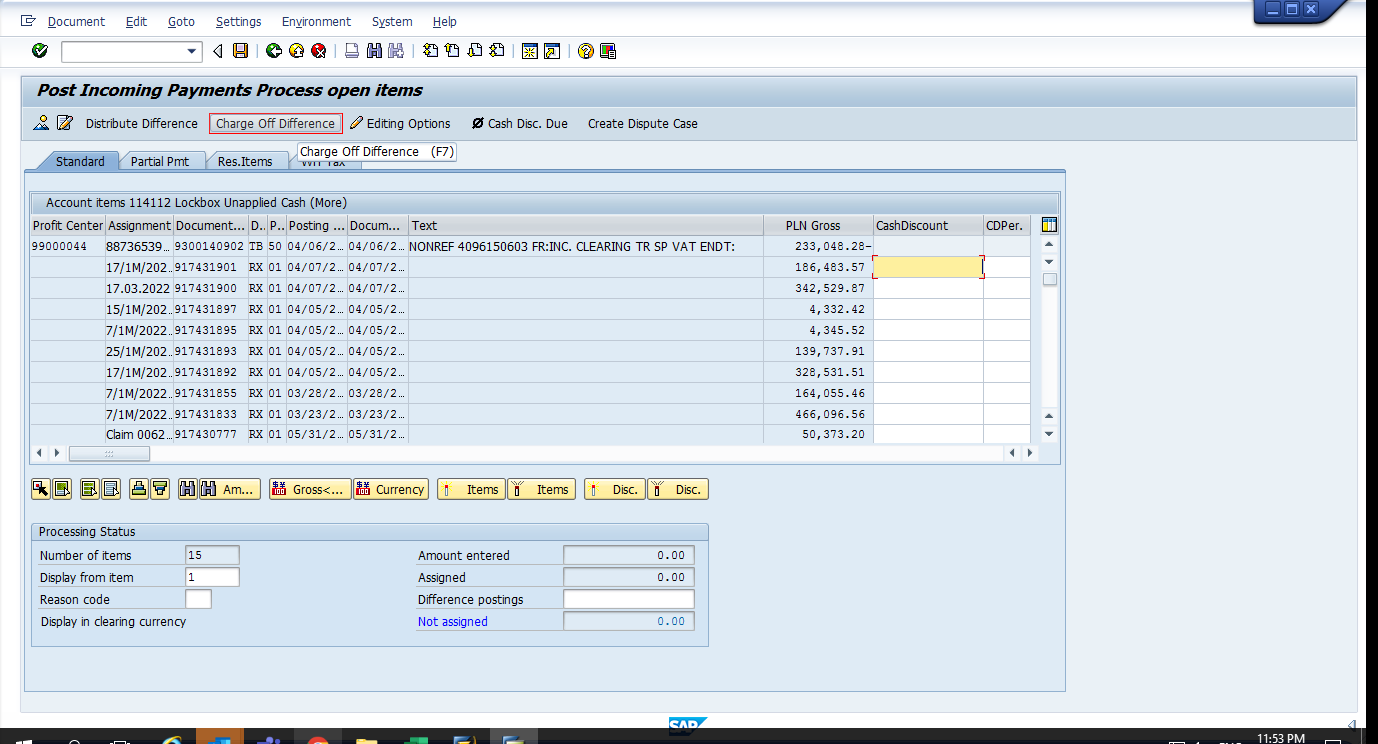 Document Edit Goto Settings Environment System Help
Post Incoming Payments Process open items
Distribute Difference Charge Off Difference Editing Options Cash Disc. Due Create Dispute Case
Charge Off Difference (F7)
Standard Partial Pmt Res.Items WH Tax
Account items 114112 Lockbox Unapplied Cash (More)
Profit Center Assignment Document... D.. P.. Posting ... Docum... Text PLN Gross CashDiscount CDPer.
99000044 88736539... 9300140902 TB 50 04/06/2... 04/06/2... NONREF 4096150603 FR:INC. CLEARING TR SP VAT ENDT: 233,048.28-
17/1M/202... 917431901 RX 01 04/07/2... 04/07/2... 186,483.57
17.03.2022 917431900 RX 01 04/07/2... 04/07/2... 342,529.87
15/1M/202... 917431897 RX 01 04/05/2... 04/05/2... 4,332.42
7/1M/2022... 917431895 RX 01 04/05/2... 04/05/2... 4,345.52
25/1M/202... 917431893 RX 01 04/05/2... 04/05/2... 139,737.91
17/1M/202... 917431892 RX 01 04/05/2... 04/05/2... 328,531.51
7/1M/2022... 917431855 RX 01 03/28/2... 03/28/2... 164,055.46
7/1M/2022... 917431833 RX 01 03/23/2... 03/23/2... 466,096.56
Claim 0062... 917430777 RX 01 05/31/2... 05/31/2... 50,373.20
Am... Gross<... Currency Items Items Disc. Disc.
Processing Status
Number of items 15 Amount entered 0.00
Display from item 1 Assigned 0.00
Reason code Difference postings
Display in clearing currency Not assigned 0.00
SAP
11:53 PM